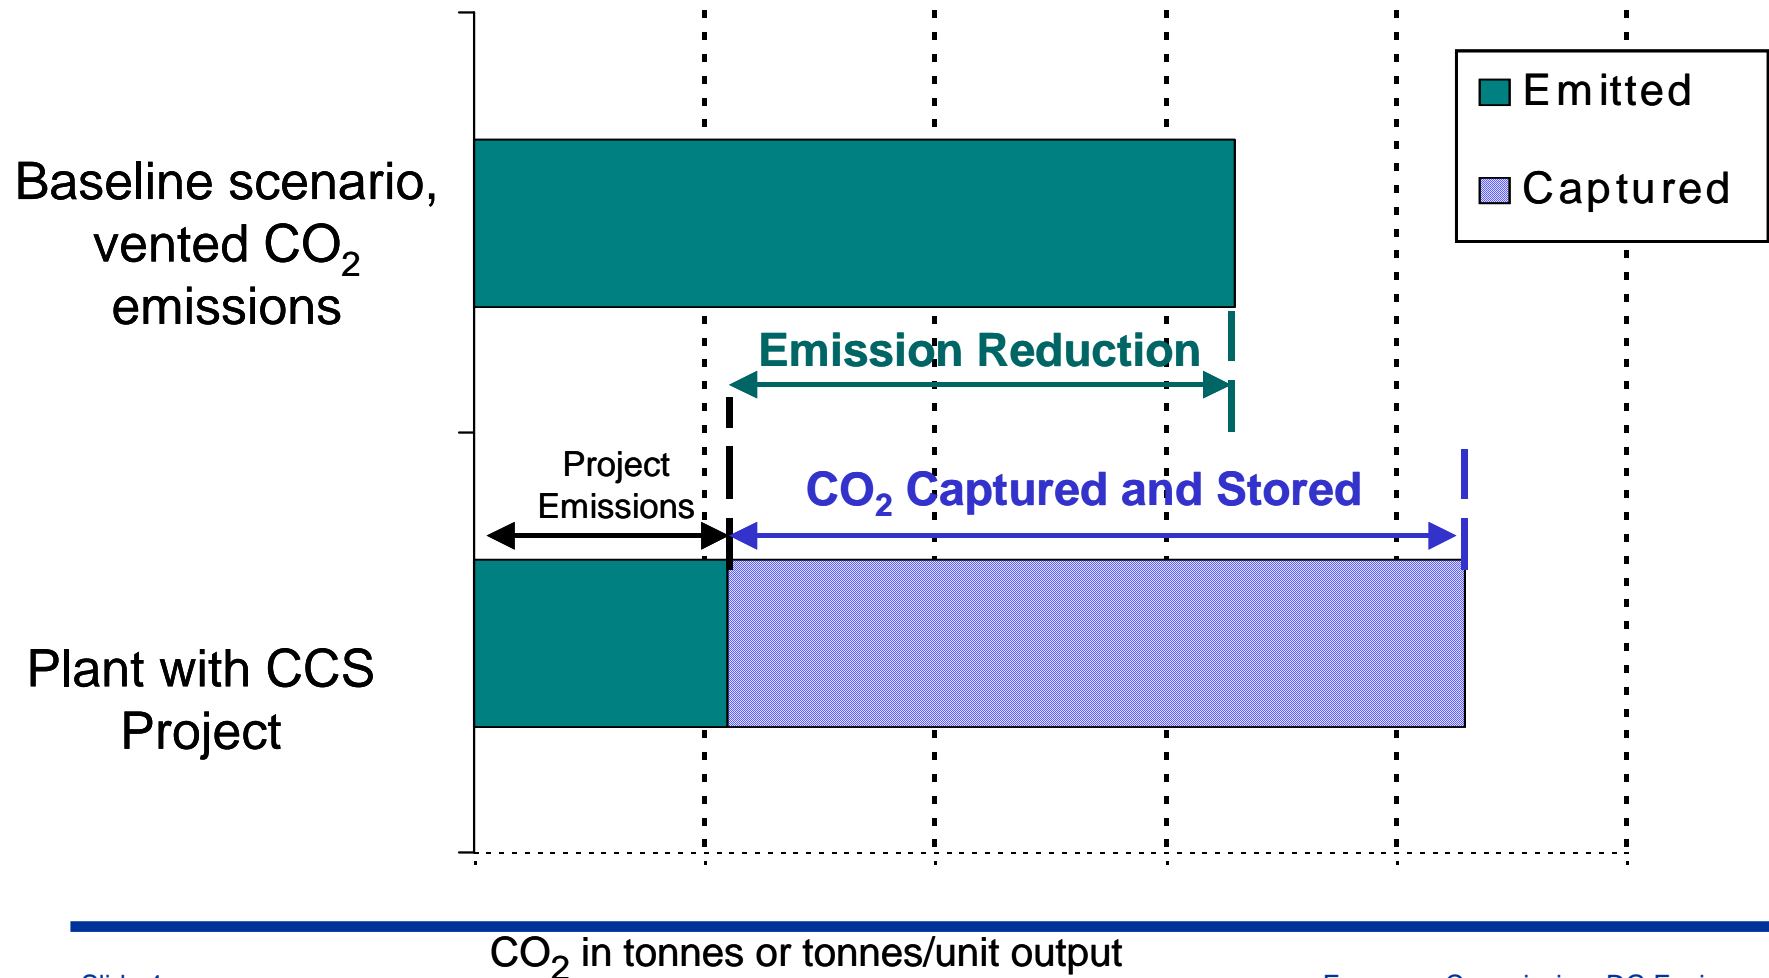 Emitted
Captured
Baseline scenario,
vented CO₂
emissions
Emission Reduction
Project
Emissions
CO₂ Captured and Stored
Plant with CCS
Project
CO₂ in tonnes or tonnes/unit output